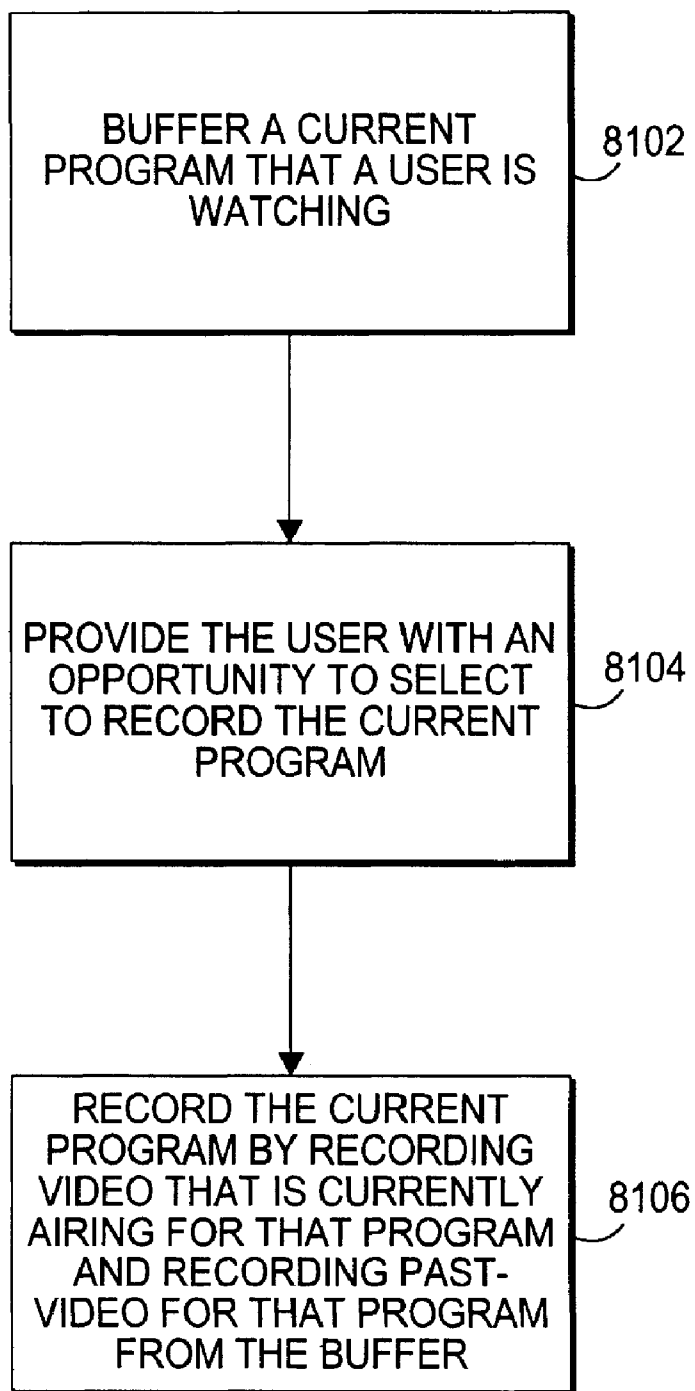 BUFFER A CURRENT
PROGRAM THAT A USER IS
WATCHING
8102
PROVIDE THE USER WITH AN
OPPORTUNITY TO SELECT
TO RECORD THE CURRENT
PROGRAM
8104
RECORD THE CURRENT
PROGRAM BY RECORDING
VIDEO THAT IS CURRENTLY
AIRING FOR THAT PROGRAM
AND RECORDING PAST-
VIDEO FOR THAT PROGRAM
FROM THE BUFFER
8106